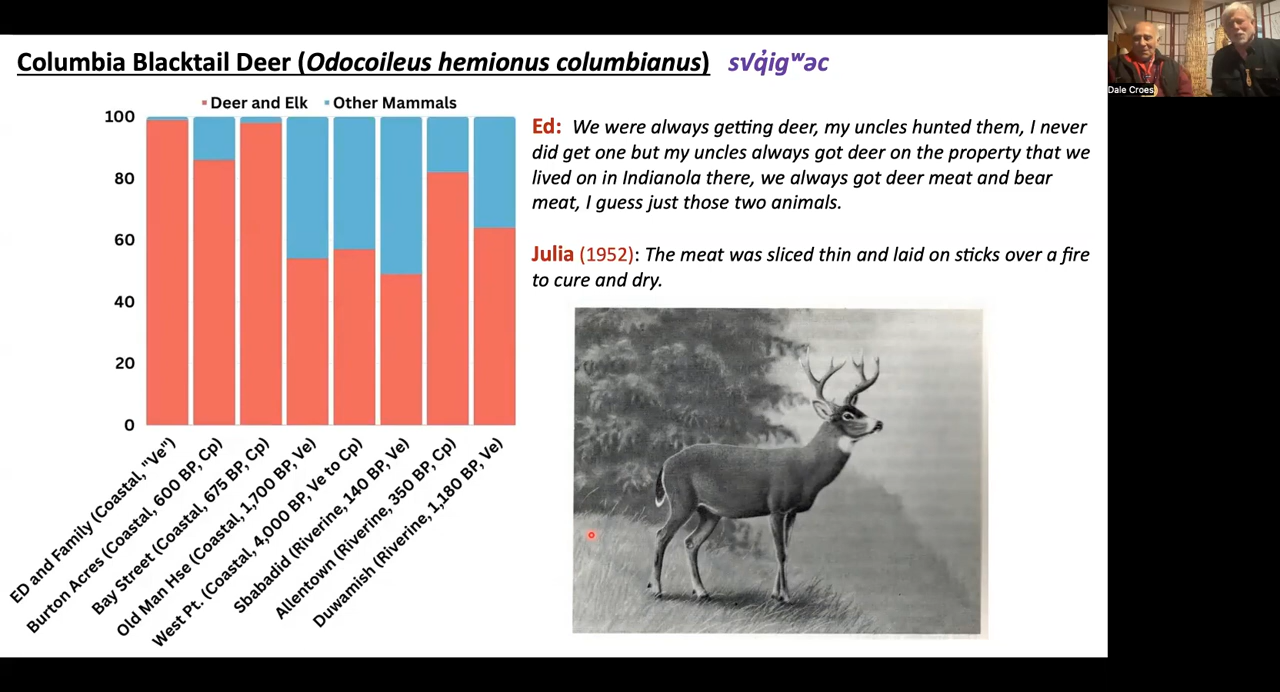 Columbia Blacktail Deer (Odocoileus hemionus columbianus) s√q̓igʷəc
Deer and Elk Other Mammals
100
80
60
40
20
0
ED and Family (Coastal, "Ve")
Burton Acres (Coastal, 600 BP, Cp)
Bay Street (Coastal, 675 BP, Cp)
Old Man Hse (Coastal, 1,700 BP, Ve)
West Pt. (Coastal, 4,000 BP, Ve to Cp)
Sbabadid (Riverine, 140 BP, Ve)
Allentown (Riverine, 350 BP, Cp)
Duwamish (Riverine, 1,180 BP, Ve)
Ed: We were always getting deer, my uncles hunted them, I never
did get one but my uncles always got deer on the property that we
lived on in Indianola there, we always got deer meat and bear
meat, I guess just those two animals.
Julia (1952): The meat was sliced thin and laid on sticks over a fire
to cure and dry.
Dale Croes